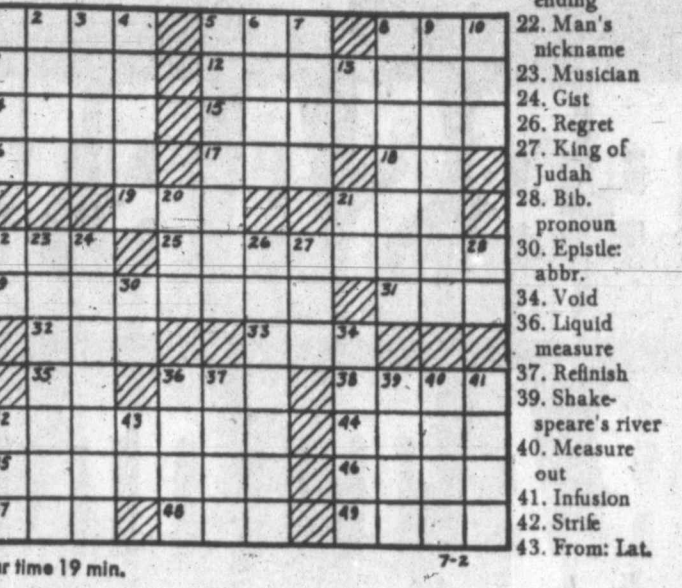 2 3 4 5 6 7 8 9 10
12 13
15
17 18
19 20 21
23 24 25 26 27 28
30 31
32 33 34
35 36 37 38 39 40 41
43 44
46
48 49
7-2
time 19 min.
ending
22. Man's
nickname
23. Musician
24. Gist
26. Regret
27. King of
Judah
28. Bib.
pronoun
30. Epistle:
abbr.
34. Void
36. Liquid
measure
37. Refinish
39. Shake-
speare's river
40. Measure
out
41. Infusion
42. Strife
43. From: Lat.